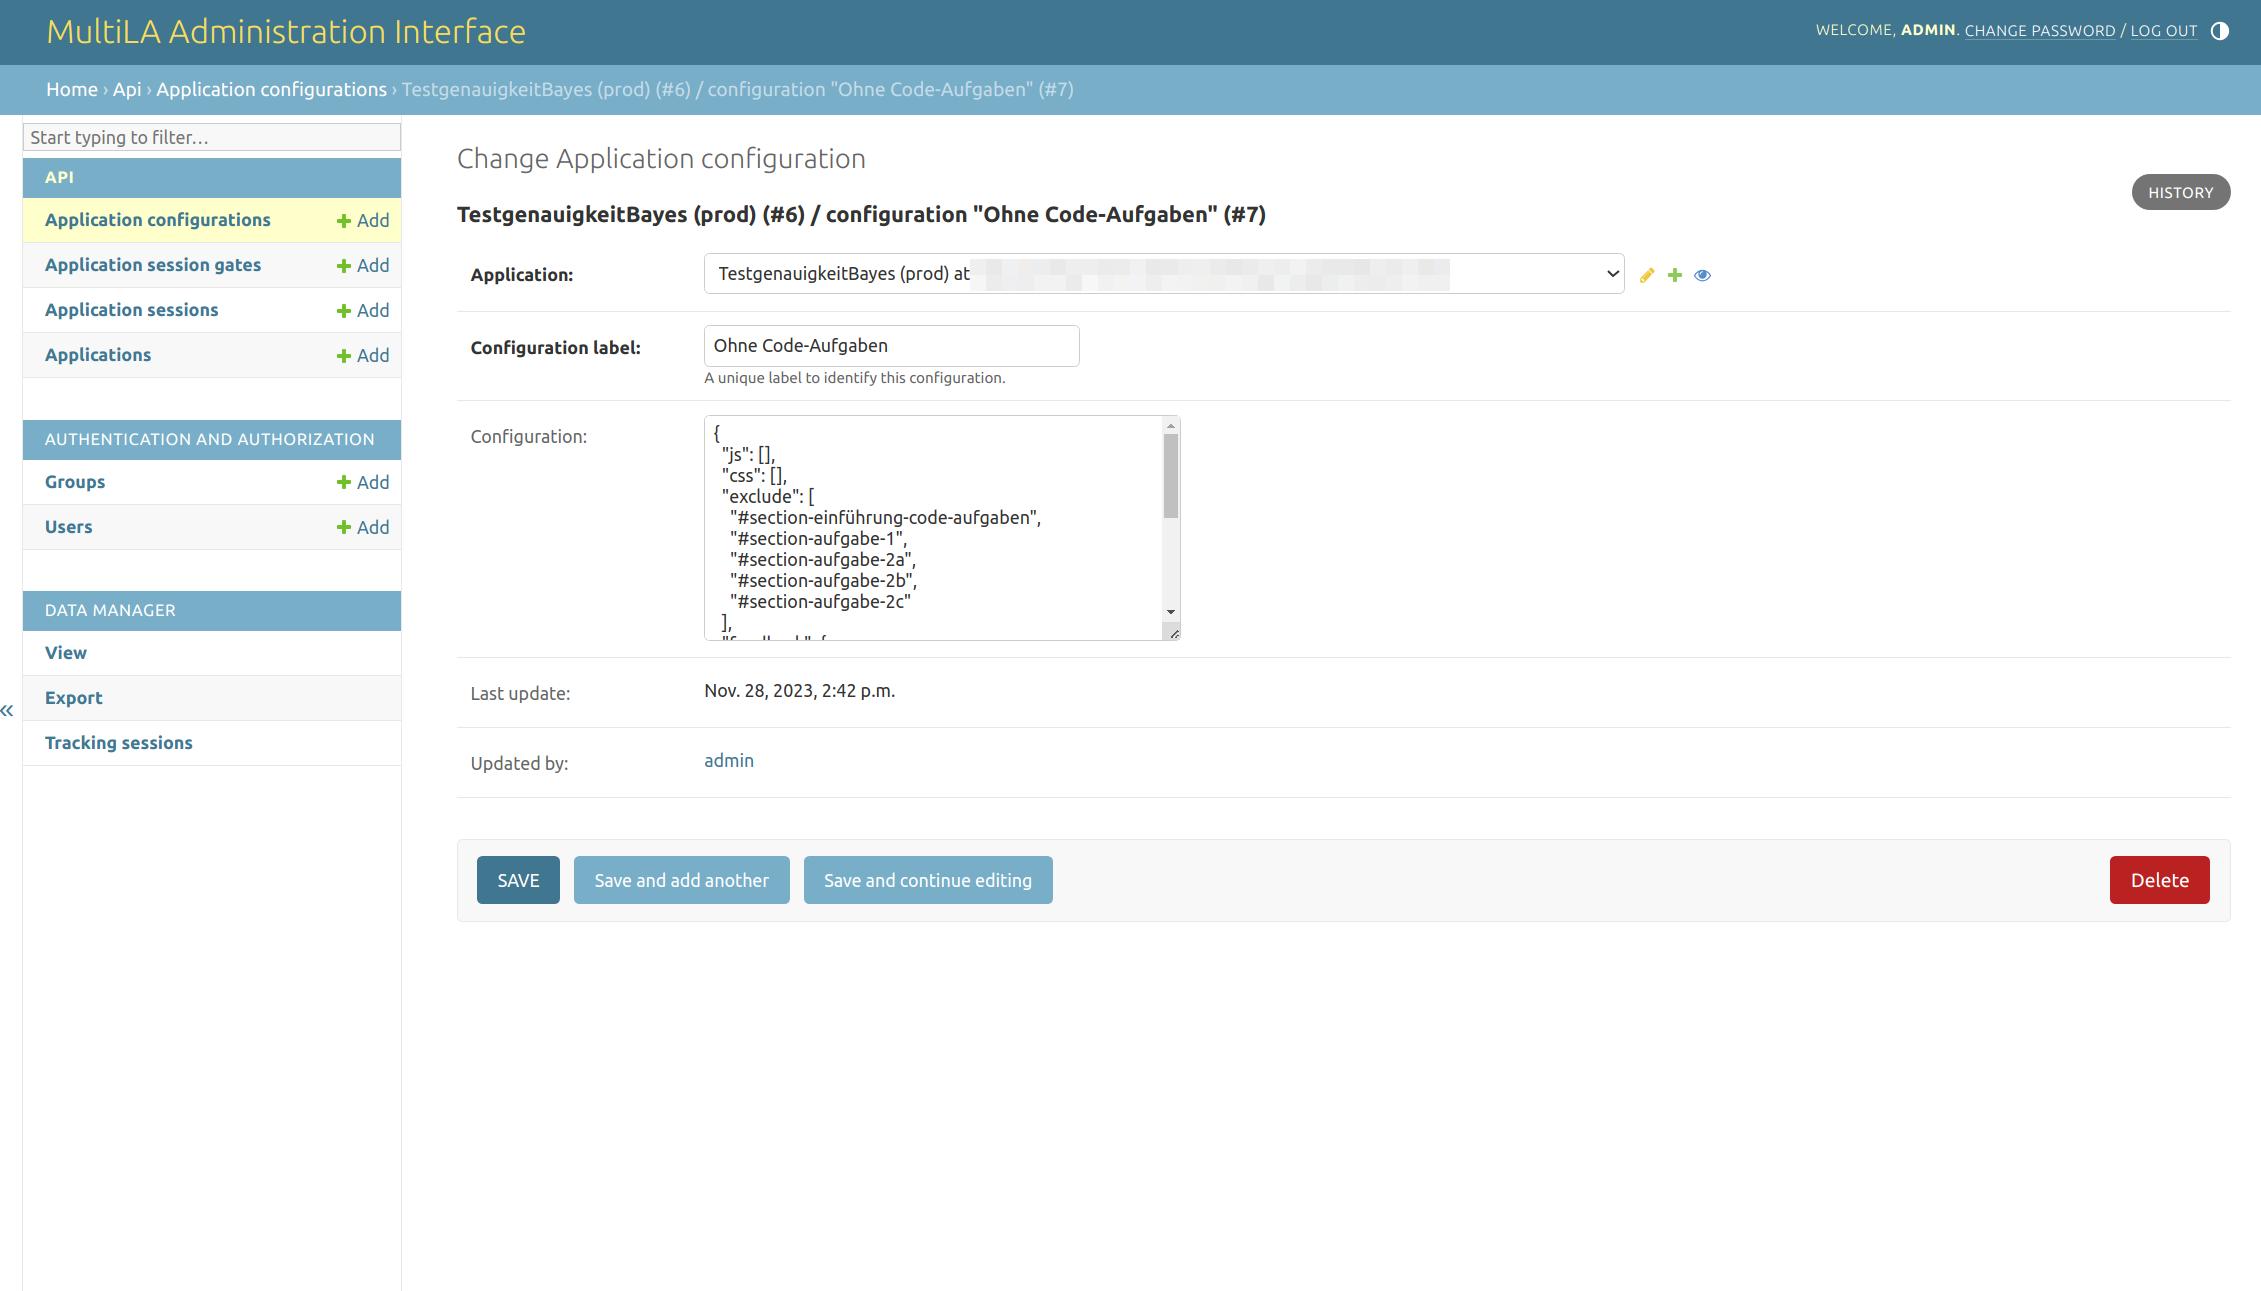 MultiLA Administration Interface
WELCOME, ADMIN. CHANGE PASSWORD / LOG OUT
Home › Api › Application configurations › TestgenauigkeitBayes (prod) (#6) / configuration "Ohne Code-Aufgaben" (#7)
Start typing to filter…
API
Application configurations Add
Application session gates Add
Application sessions Add
Applications Add
AUTHENTICATION AND AUTHORIZATION
Groups Add
Users Add
DATA MANAGER
View
Export
Tracking sessions
«
Change Application configuration
HISTORY
TestgenauigkeitBayes (prod) (#6) / configuration "Ohne Code-Aufgaben" (#7)
Application: TestgenauigkeitBayes (prod) at
Configuration label: Ohne Code-Aufgaben
A unique label to identify this configuration.
Configuration:
{
"js": [],
"css": [],
"exclude": [
"#section-einführung-code-aufgaben",
"#section-aufgabe-1",
"#section-aufgabe-2a",
"#section-aufgabe-2b",
"#section-aufgabe-2c"
],
Last update: Nov. 28, 2023, 2:42 p.m.
Updated by: admin
SAVE Save and add another Save and continue editing Delete